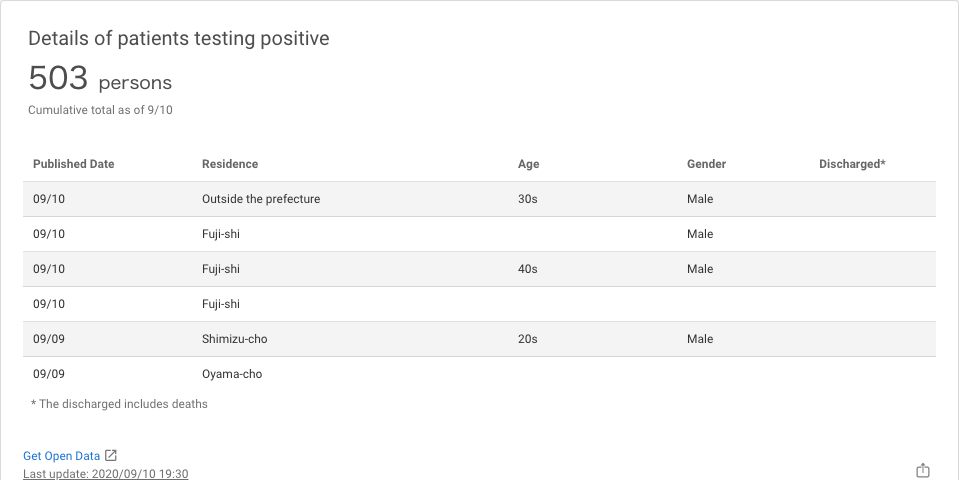 Details of patients testing positive
503 persons
Cumulative total as of 9/10
Published Date Residence Age Gender Discharged*
09/10 Outside the prefecture 30s Male
09/10 Fuji-shi Male
09/10 Fuji-shi 40s Male
09/10 Fuji-shi
09/09 Shimizu-cho 20s Male
09/09 Oyama-cho
* The discharged includes deaths
Get Open Data
Last update: 2020/09/10 19:30